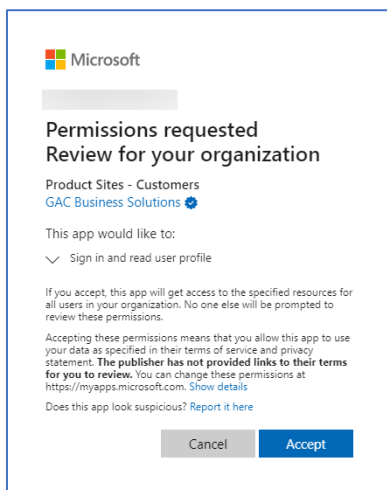 Microsoft
Permissions requested
Review for your organization
Product Sites - Customers
GAC Business Solutions
This app would like to:
Sign in and read user profile
If you accept, this app will get access to the specified resources for
all users in your organization. No one else will be prompted to
review these permissions.
Accepting these permissions means that you allow this app to use
your data as specified in their terms of service and privacy
statement. The publisher has not provided links to their terms
for you to review. You can change these permissions at
https://myapps.microsoft.com. Show details
Does this app look suspicious? Report it here
Cancel Accept